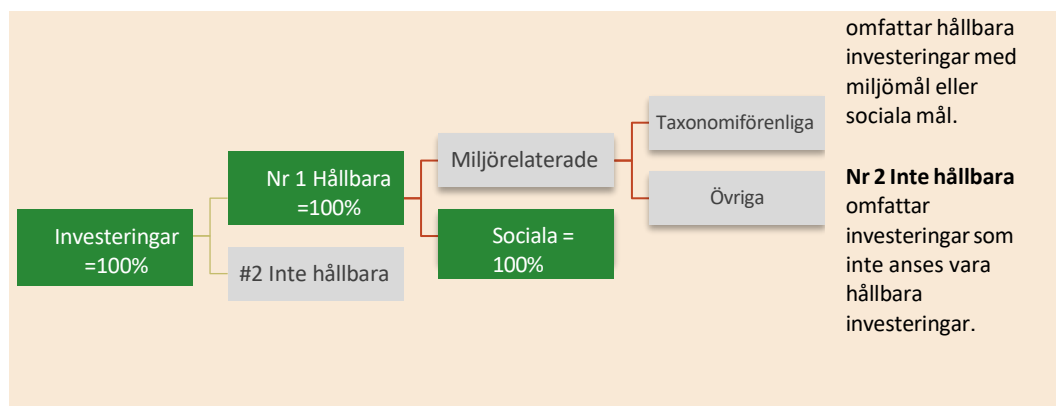 Investeringar
=100%
Nr 1 Hållbara
=100%
#2 Inte hållbara
Miljörelaterade
Sociala =
100%
Taxonomiförenliga
Övriga
omfattar hållbara
investeringar med
miljömål eller
sociala mål.
Nr 2 Inte hållbara
omfattar
investeringar som
inte anses vara
hållbara
investeringar.